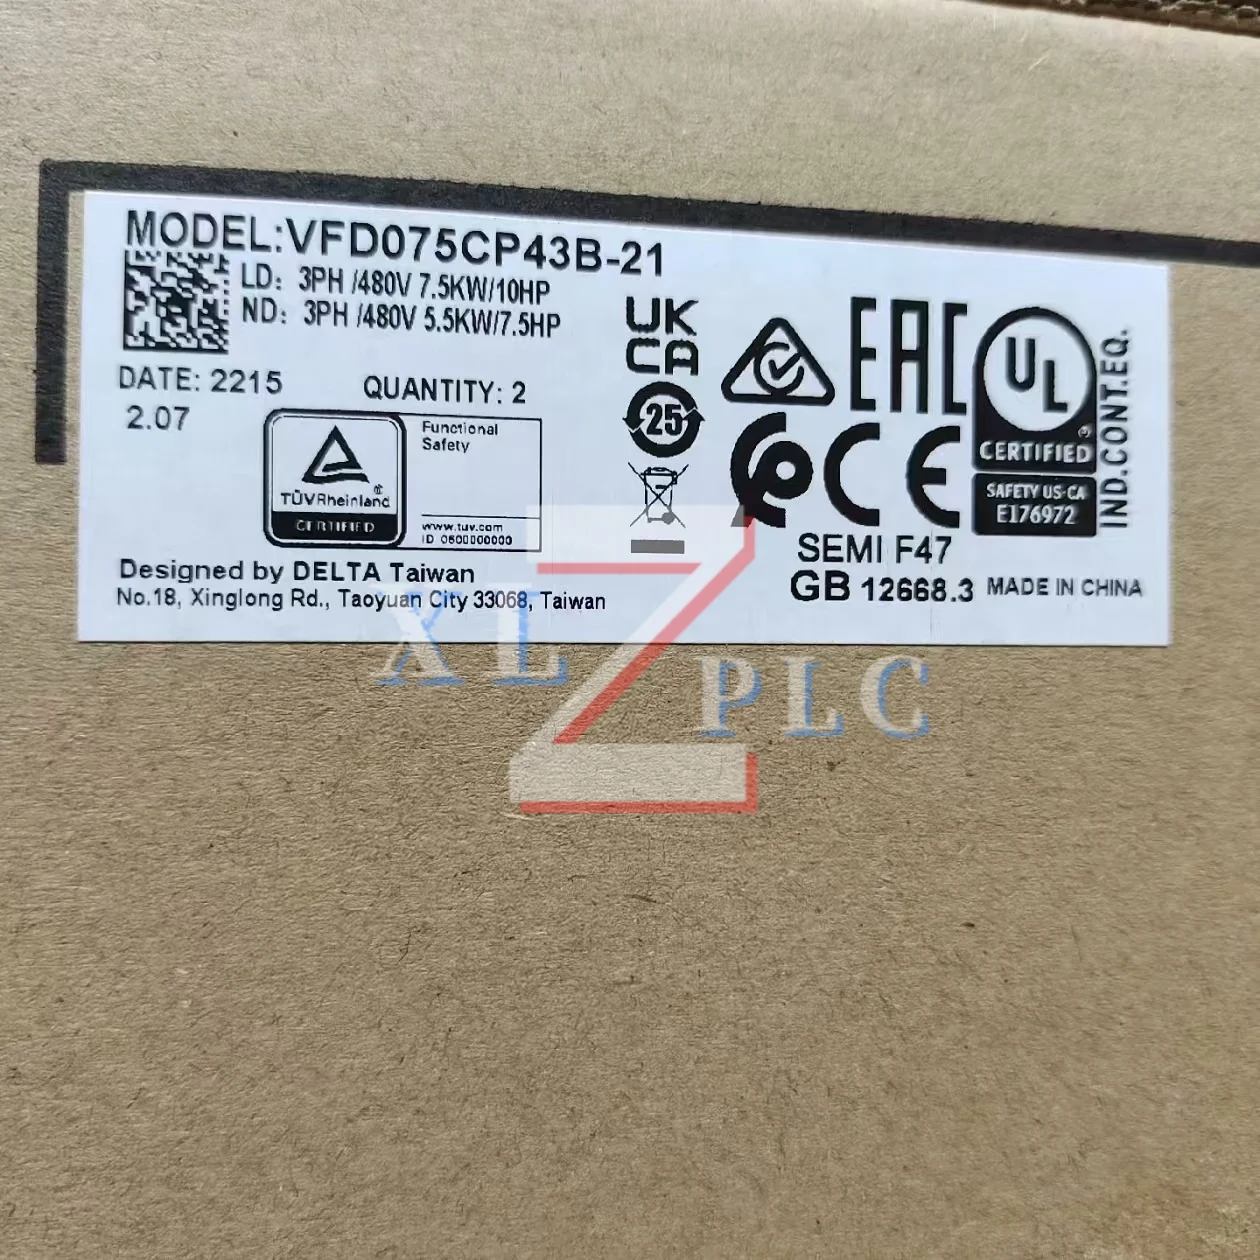 MODEL:VFD075CP43B-21
LD: 3PH /480V 7.5KW/10HP
ND: 3PH /480V 5.5KW/7.5HP
DATE: 2215
QUANTITY: 2
2.07
TÜVRheinland
CERTIFIED
Functional
Safety
www.tuv.com
ID 0600000000
UK
CA
25
EAC
CE
UL
®
CERTIFIED
SAFETY US-CA
E176972
IND.CONT.EQ.
SEMI F47
GB 12668.3
MADE IN CHINA
Designed by DELTA Taiwan
No.18, Xinglong Rd., Taoyuan City 33068, Taiwan
XL Z PLC